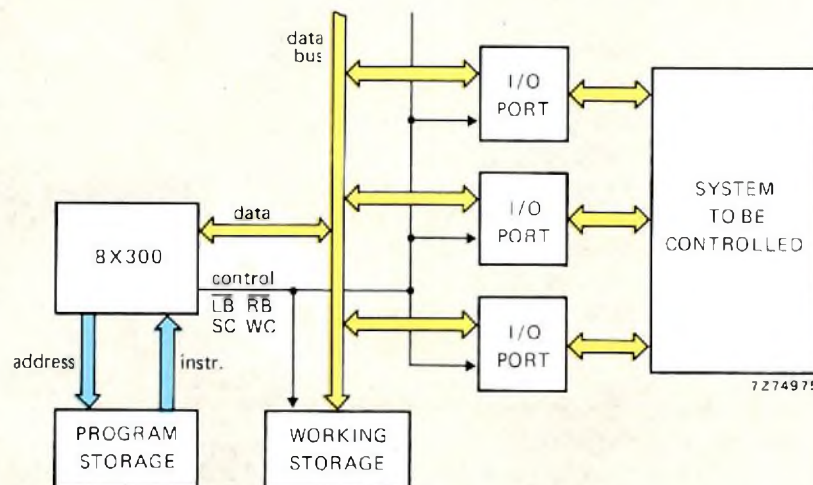 data
bus
I/O
PORT
SYSTEM
TO BE
CONTROLLED
I/O
PORT
data
8X300
control
LB RB
SC WC
I/O
PORT
address
instr.
7Z74975
PROGRAM
STORAGE
WORKING
STORAGE